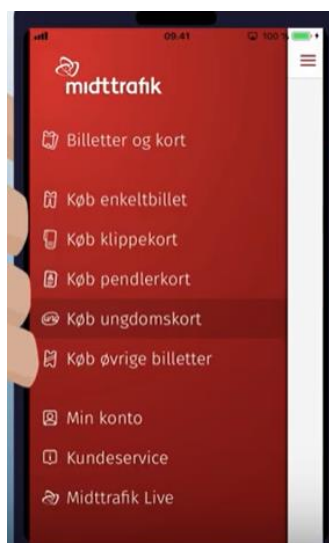 09.41
100 %
midttrafik
Billetter og kort
Køb enkeltbillet
Køb klippekort
Køb pendlerkort
Køb ungdomskort
Køb øvrige billetter
Min konto
Kundeservice
Midttrafik Live